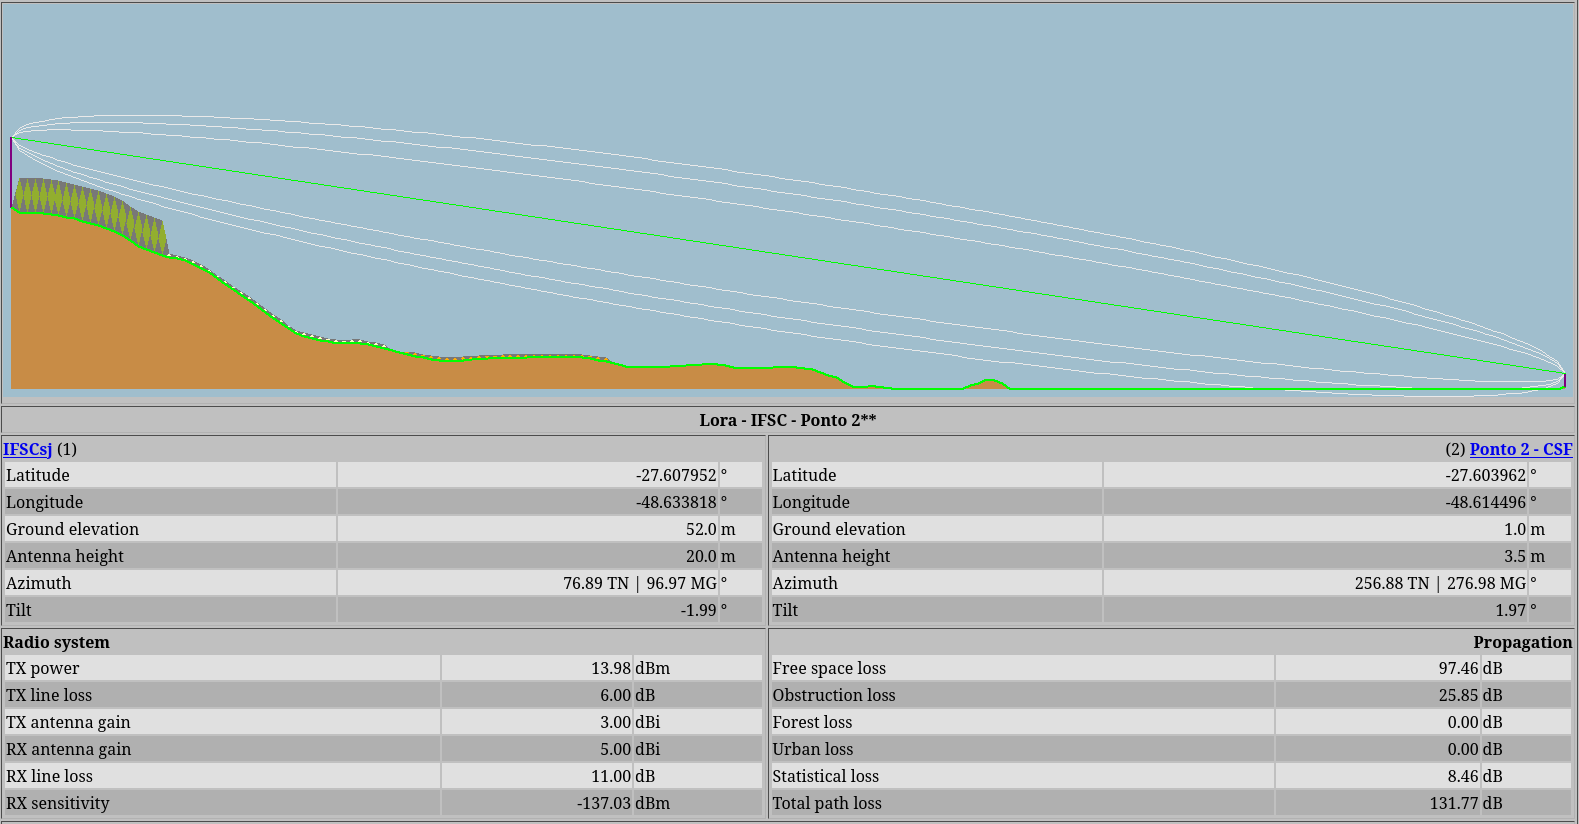 Lora - IFSC - Ponto 2**
IFSCsj (1)
Latitude -27.607952 °
Longitude -48.633818 °
Ground elevation 52.0 m
Antenna height 20.0 m
Azimuth 76.89 TN | 96.97 MG °
Tilt -1.99 °
(2) Ponto 2 - CSF
Latitude -27.603962 °
Longitude -48.614496 °
Ground elevation 1.0 m
Antenna height 3.5 m
Azimuth 256.88 TN | 276.98 MG °
Tilt 1.97 °
Radio system
TX power 13.98 dBm
TX line loss 6.00 dB
TX antenna gain 3.00 dBi
RX antenna gain 5.00 dBi
RX line loss 11.00 dB
RX sensitivity -137.03 dBm
Propagation
Free space loss 97.46 dB
Obstruction loss 25.85 dB
Forest loss 0.00 dB
Urban loss 0.00 dB
Statistical loss 8.46 dB
Total path loss 131.77 dB